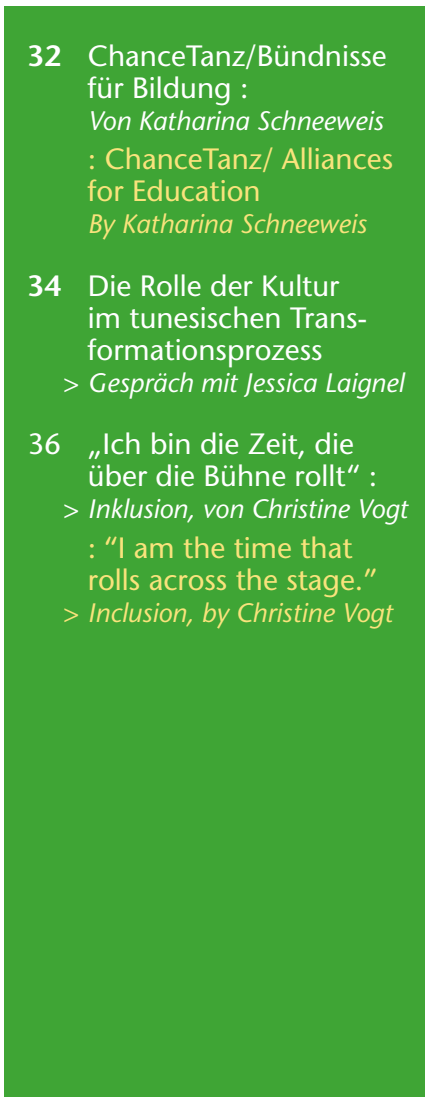 32 ChanceTanz/Bündnisse
für Bildung :
Von Katharina Schneeweis
: ChanceTanz/ Alliances
for Education
By Katharina Schneeweis
34 Die Rolle der Kultur
im tunesischen Trans-
formationsprozess
> Gespräch mit Jessica Laignel
36 „Ich bin die Zeit, die
über die Bühne rollt“ :
> Inklusion, von Christine Vogt
: “I am the time that
rolls across the stage.”
> Inclusion, by Christine Vogt